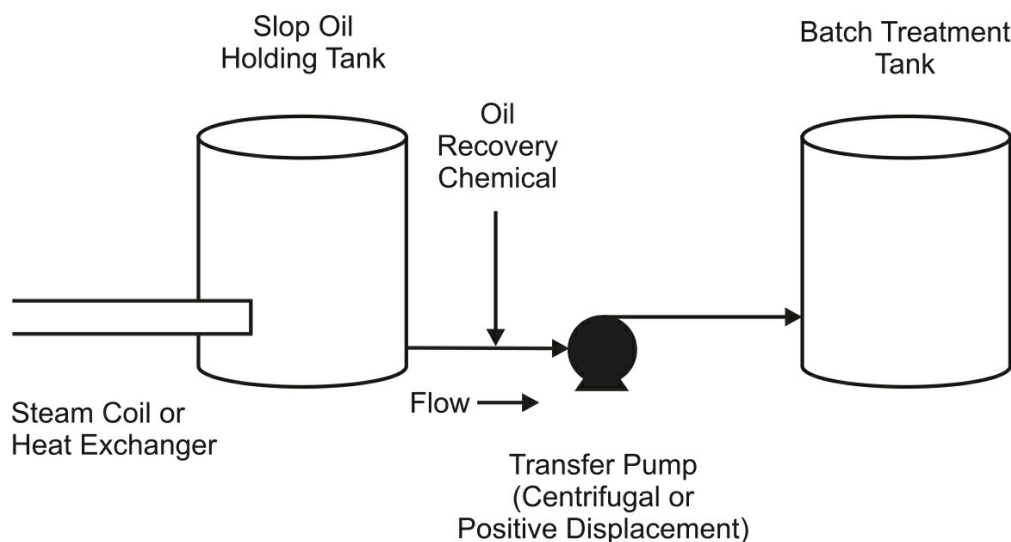 Slop Oil
Holding Tank
Batch Treatment
Tank
Oil
Recovery
Chemical
Steam Coil or
Heat Exchanger
Flow
Transfer Pump
(Centrifugal or
Positive Displacement)